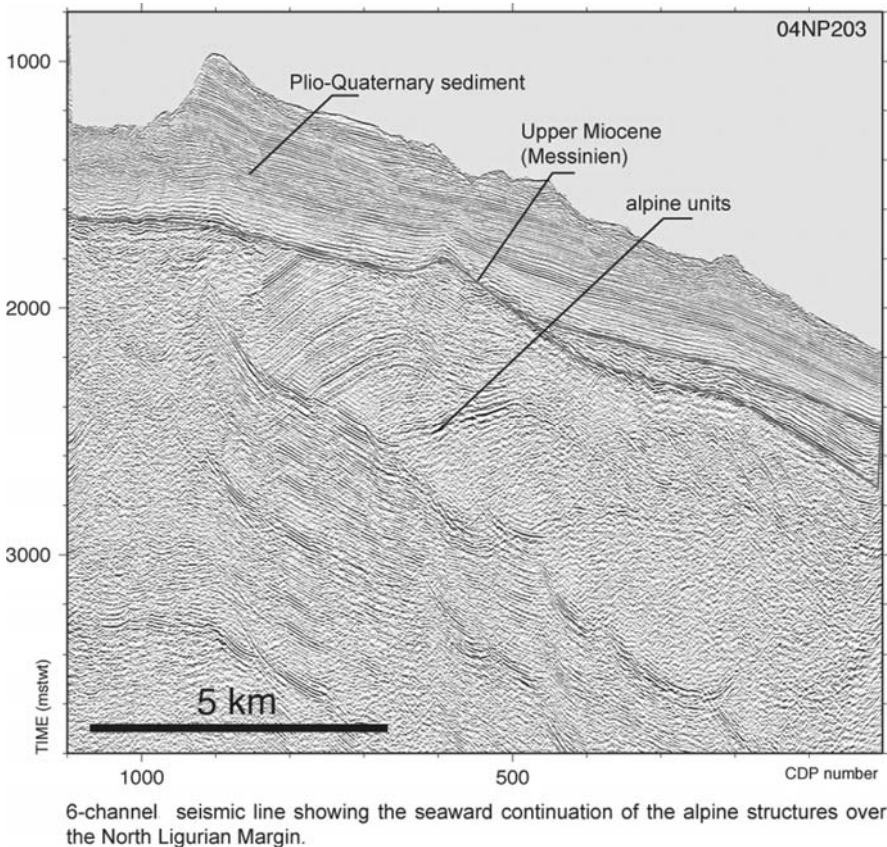 04NP203
1000
Plio-Quaternary sediment
Upper Miocene
(Messinien)
alpine units
2000
3000
TIME (mstwt)
5 km
1000
500
CDP number
6-channel seismic line showing the seaward continuation of the alpine structures over
the North Ligurian Margin.